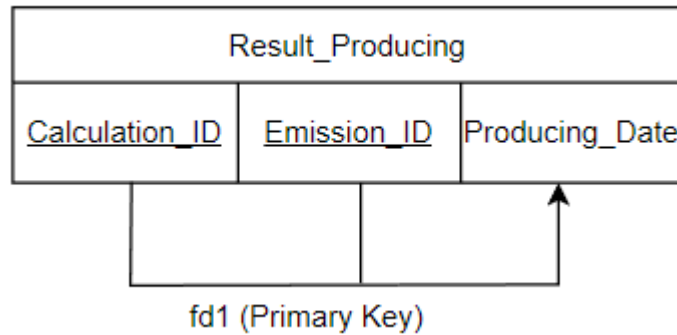 Result_Producing
Calculation_ID Emission_ID Producing_Date
fd1 (Primary Key)